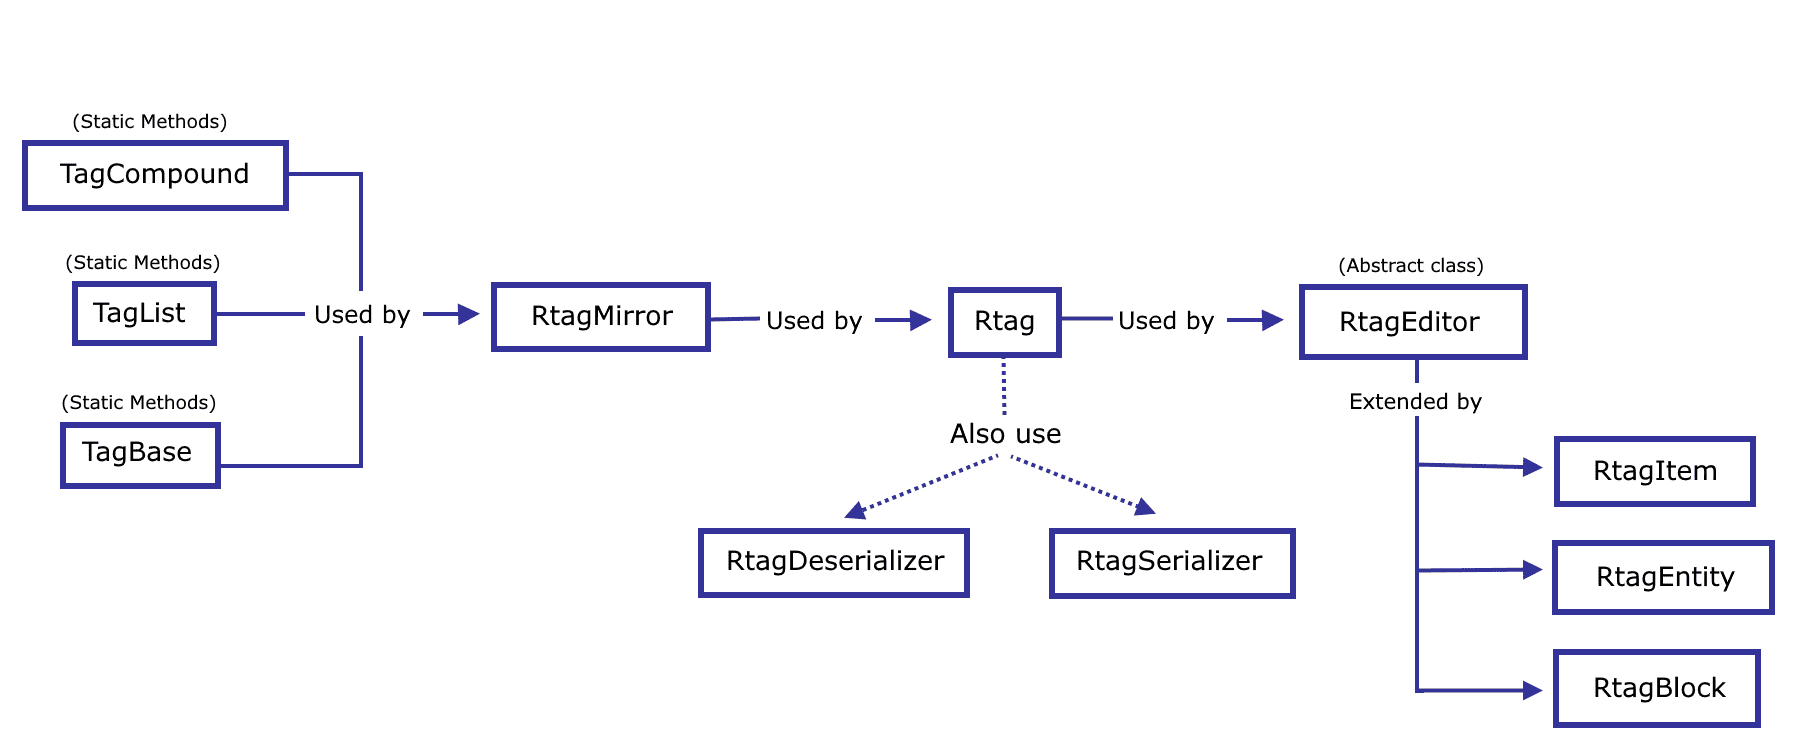 (Static Methods)
TagCompound
(Static Methods)
TagList
Used by
(Static Methods)
TagBase
RtagMirror
Used by
Rtag
Used by
(Abstract class)
RtagEditor
Also use
RtagDeserializer
RtagSerializer
Extended by
RtagItem
RtagEntity
RtagBlock